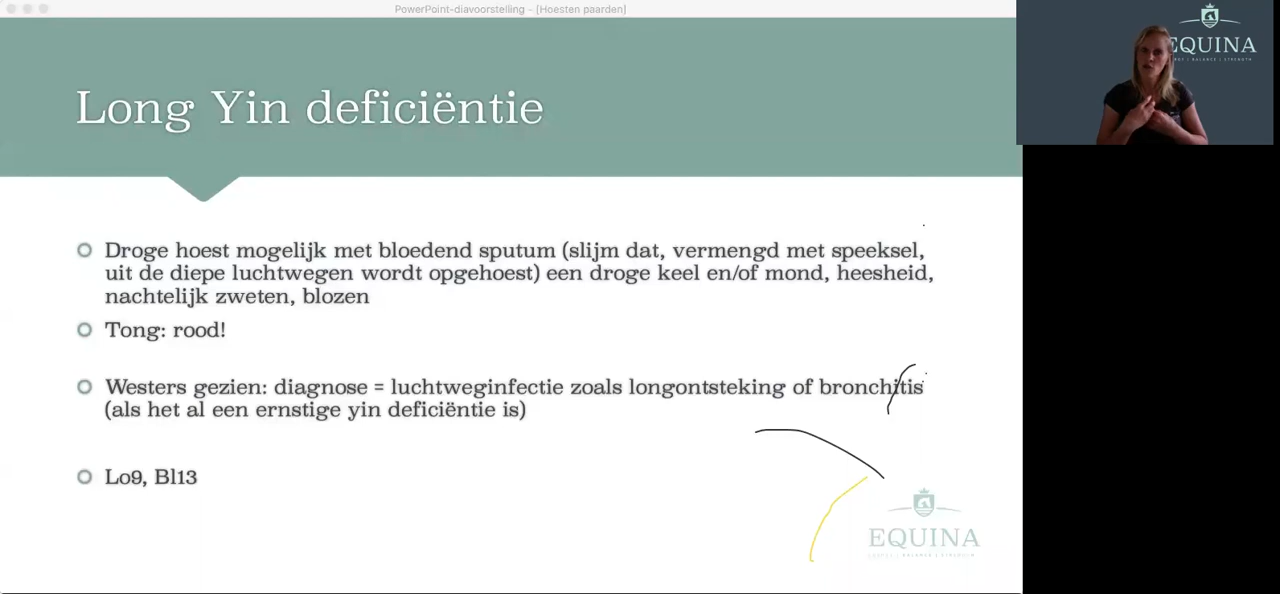 PowerPoint-diavoorstelling - [Hoesten paarden]
EQUINA
Long Yin deficiëntie
Droge hoest mogelijk met bloedend sputum (slijm dat, vermengd met speeksel,
uit de diepe luchtwegen wordt opgehoest) een droge keel en/of mond, heesheid,
nachtelijk zweten, blozen
Tong: rood!
Westers gezien: diagnose = luchtweginfectie zoals longontsteking of bronchitis
(als het al een ernstige yin deficiëntie is)
Lo9, Bl13
EQUINA